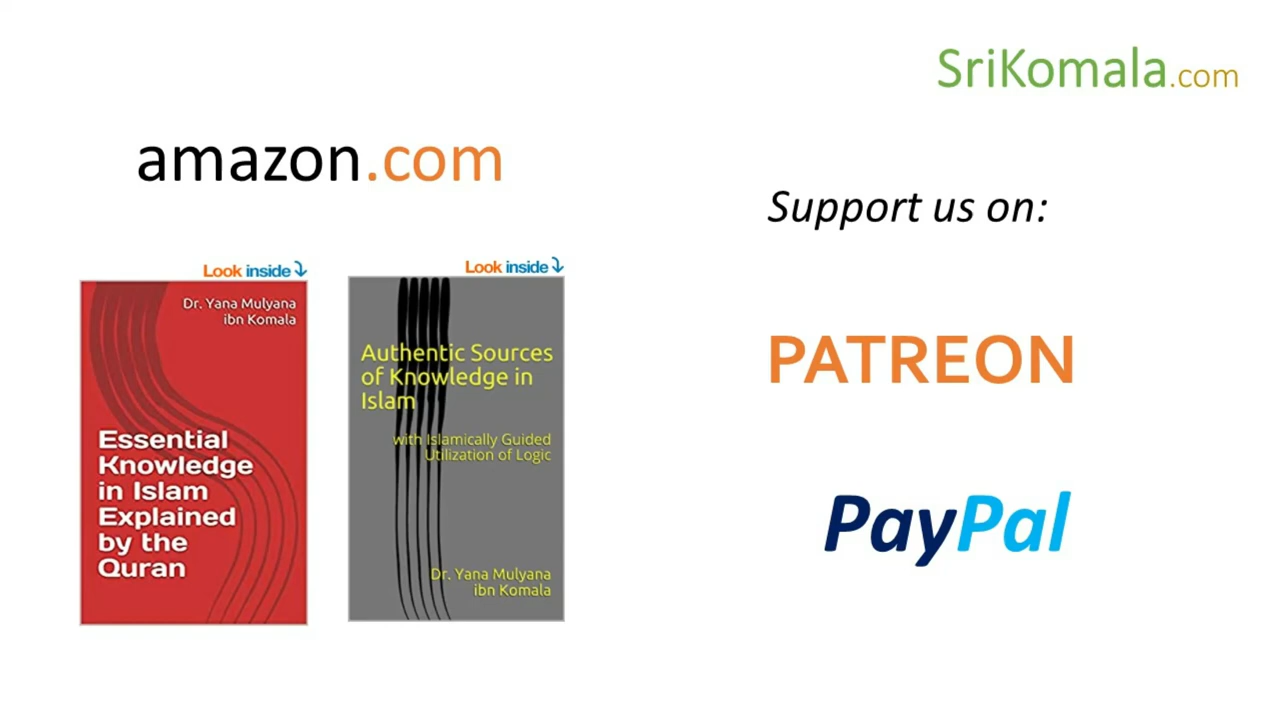 SriKomala.com
amazon.com
Look inside
Dr. Yana Mulyana
ibn Komala
Essential
Knowledge
in Islam
Explained
by the
Quran
Look inside
Authentic Sources
of Knowledge in
Islam
with Islamically Guided
Utilization of Logic
Dr. Yana Mulyana
ibn Komala
Support us on:
PATREON
PayPal